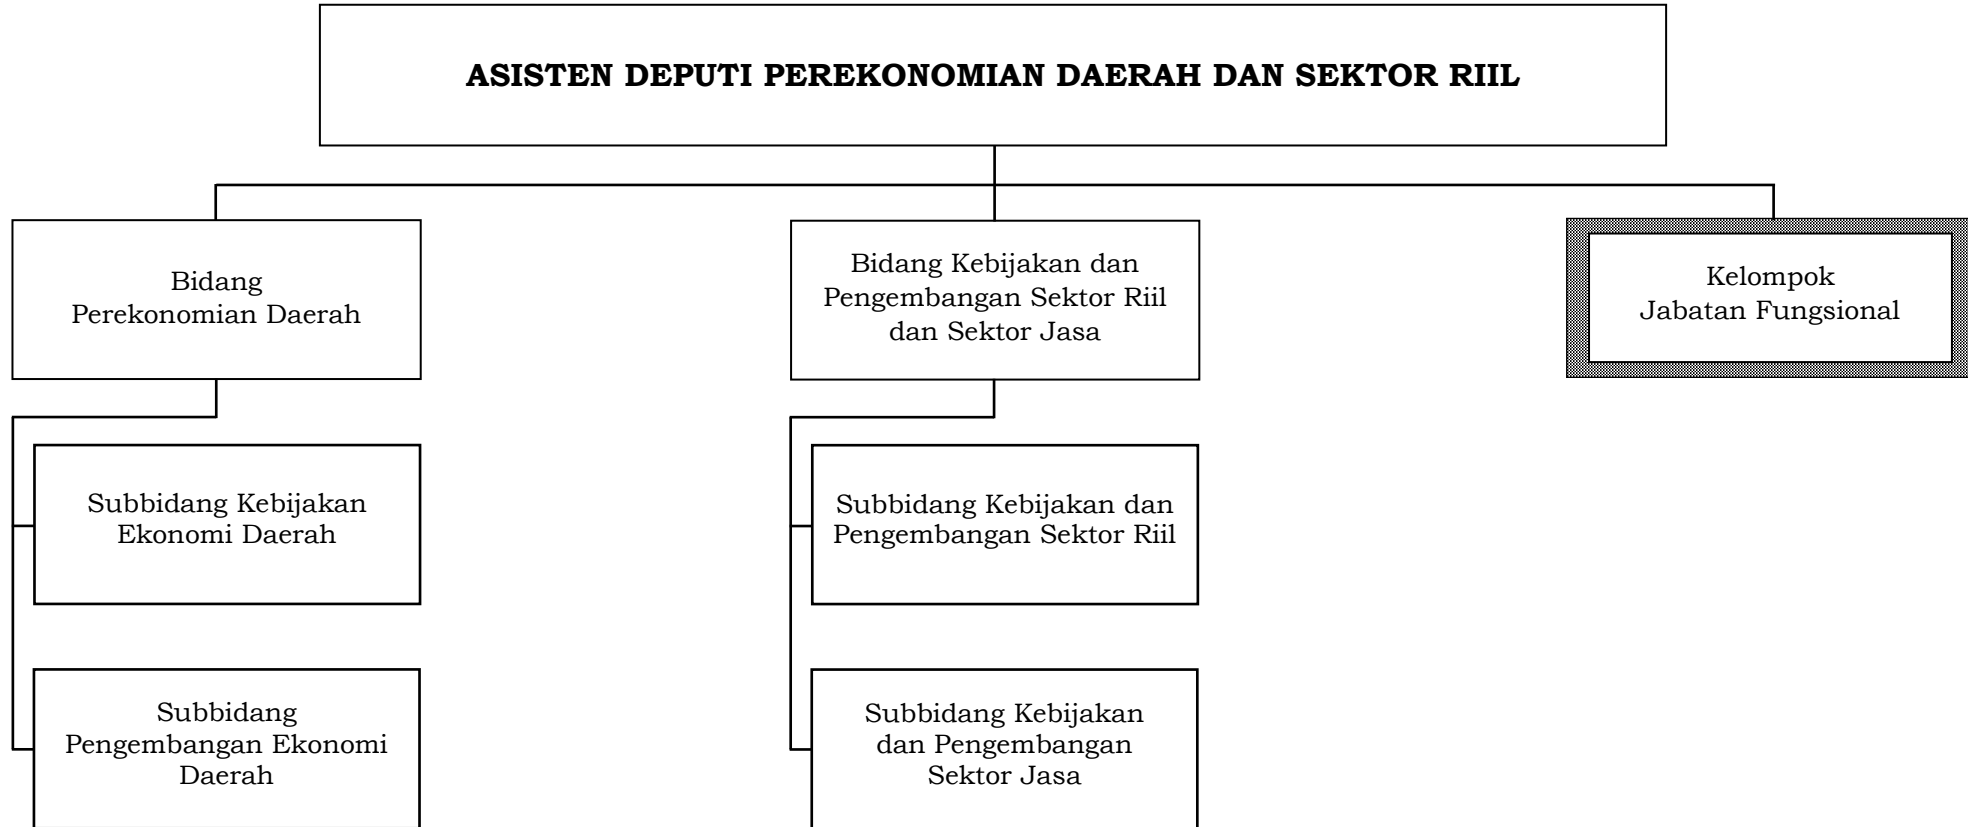 ASISTEN DEPUTI PEREKONOMIAN DAERAH DAN SEKTOR RIIL
Bidang
Perekonomian Daerah
Bidang Kebijakan dan
Pengembangan Sektor Riil
dan Sektor Jasa
Kelompok
Jabatan Fungsional
Subbidang Kebijakan
Ekonomi Daerah
Subbidang Kebijakan dan
Pengembangan Sektor Riil
Subbidang
Pengembangan Ekonomi
Daerah
Subbidang Kebijakan
dan Pengembangan
Sektor Jasa